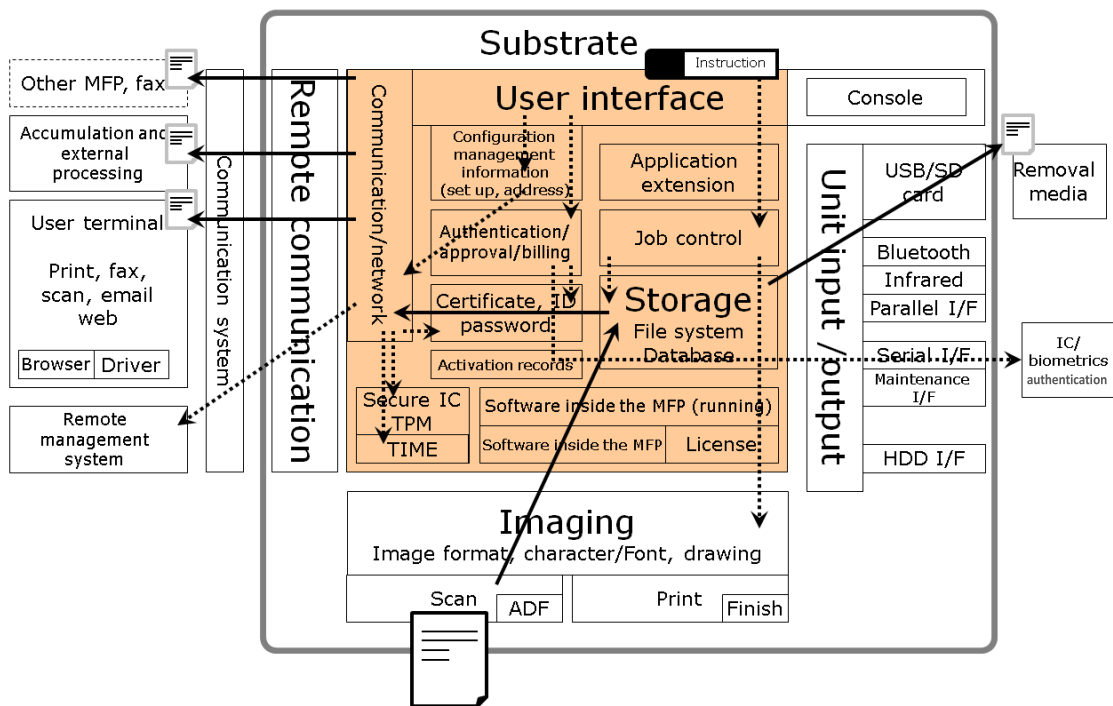 Substrate
Instruction
Other MFP, fax
Accumulation and
external
processing
User terminal
Print, fax,
scan, email
web
Browser
Driver
Remote
management
system
Communication system
Remote communication
Communication/network
User interface
Configuration
management
information
(set up, address)
Application
extension
Authentication/
approval/billing
Job control
Certificate, ID
password
Storage
File system
Database
Activation records
Secure IC
TPM
TIME
Software inside the MFP (running)
Software inside the MFP
License
Imaging
Image format, character/Font, drawing
Scan
ADF
Print
Finish
Console
Unit input /output
USB/SD
card
Bluetooth
Infrared
Parallel I/F
Serial I/F
Maintenance
I/F
HDD I/F
Removal
media
IC/
biometrics
authentication